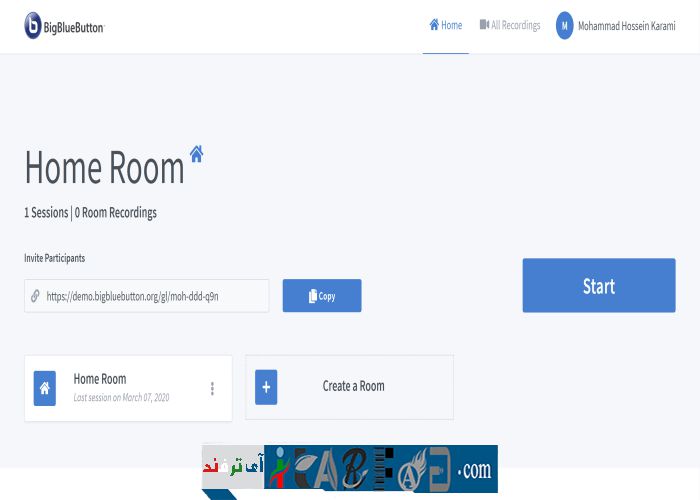 b BigBlueButton
Home
All Recordings
M Mohammad Hossein Karami
Home Room
1 Sessions | 0 Room Recordings
Invite Participants
https://demo.bigbluebutton.org/gl/moh-ddd-q9n
Copy
Start
Home Room
Last session on March 07, 2020
Create a Room
آی ترفند
.com